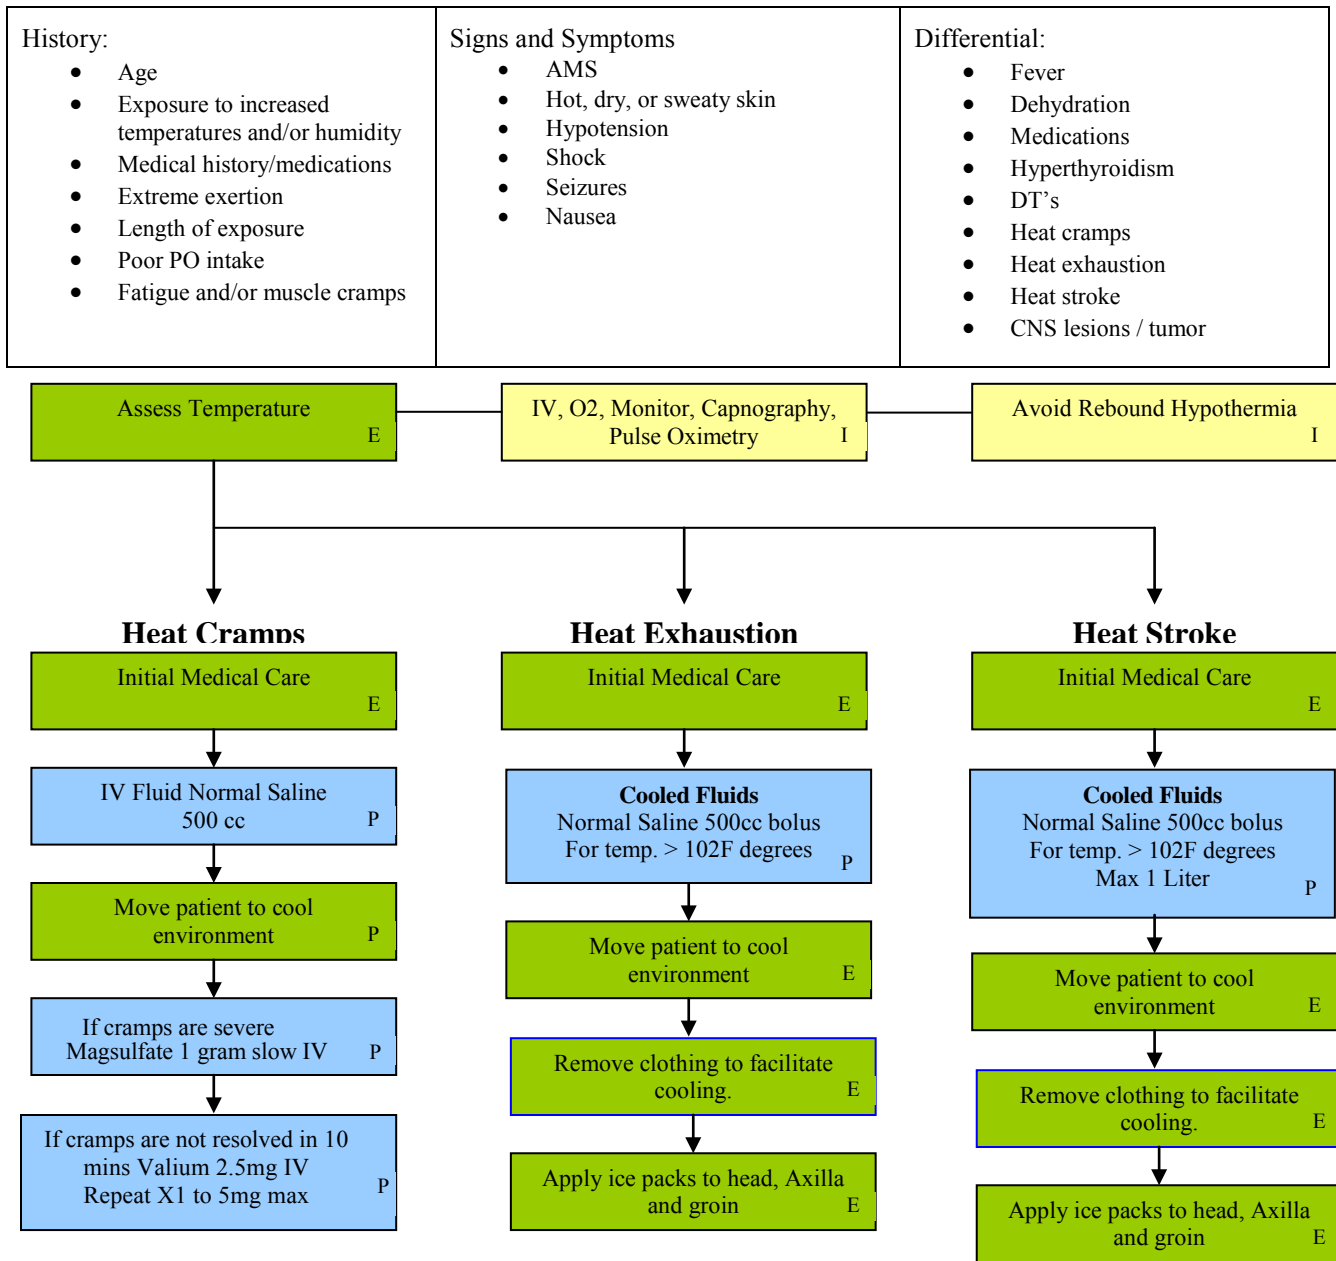 History:
• Age
• Exposure to increased
temperatures and/or humidity
• Medical history/medications
• Extreme exertion
• Length of exposure
• Poor PO intake
• Fatigue and/or muscle cramps
Signs and Symptoms
• AMS
• Hot, dry, or sweaty skin
• Hypotension
• Shock
• Seizures
• Nausea
Differential:
• Fever
• Dehydration
• Medications
• Hyperthyroidism
• DT’s
• Heat cramps
• Heat exhaustion
• Heat stroke
• CNS lesions / tumor
Assess Temperature
E
IV, O2, Monitor, Capnography,
Pulse Oximetry I
Avoid Rebound Hypothermia
I
Heat Cramps
Initial Medical Care
E
IV Fluid Normal Saline
500 cc P
Move patient to cool
environment P
If cramps are severe
Magsulfate 1 gram slow IV P
If cramps are not resolved in 10
mins Valium 2.5mg IV
Repeat X1 to 5mg max P
Heat Exhaustion
Initial Medical Care
E
Cooled Fluids
Normal Saline 500cc bolus
For temp. > 102F degrees
P
Move patient to cool
environment E
Remove clothing to facilitate
cooling. E
Apply ice packs to head, Axilla
and groin E
Heat Stroke
Initial Medical Care
E
Cooled Fluids
Normal Saline 500cc bolus
For temp. > 102F degrees
Max 1 Liter P
Move patient to cool
environment E
Remove clothing to facilitate
cooling. E
Apply ice packs to head, Axilla
and groin E